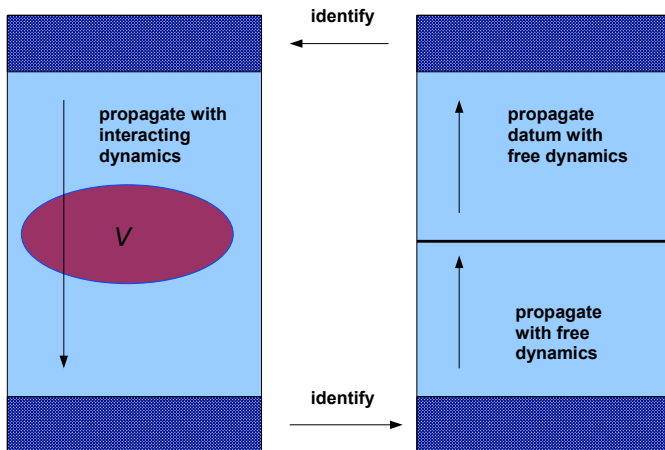 identify
propagate with
interacting
dynamics
V
propagate
datum with
free dynamics
propagate
with free
dynamics
identify